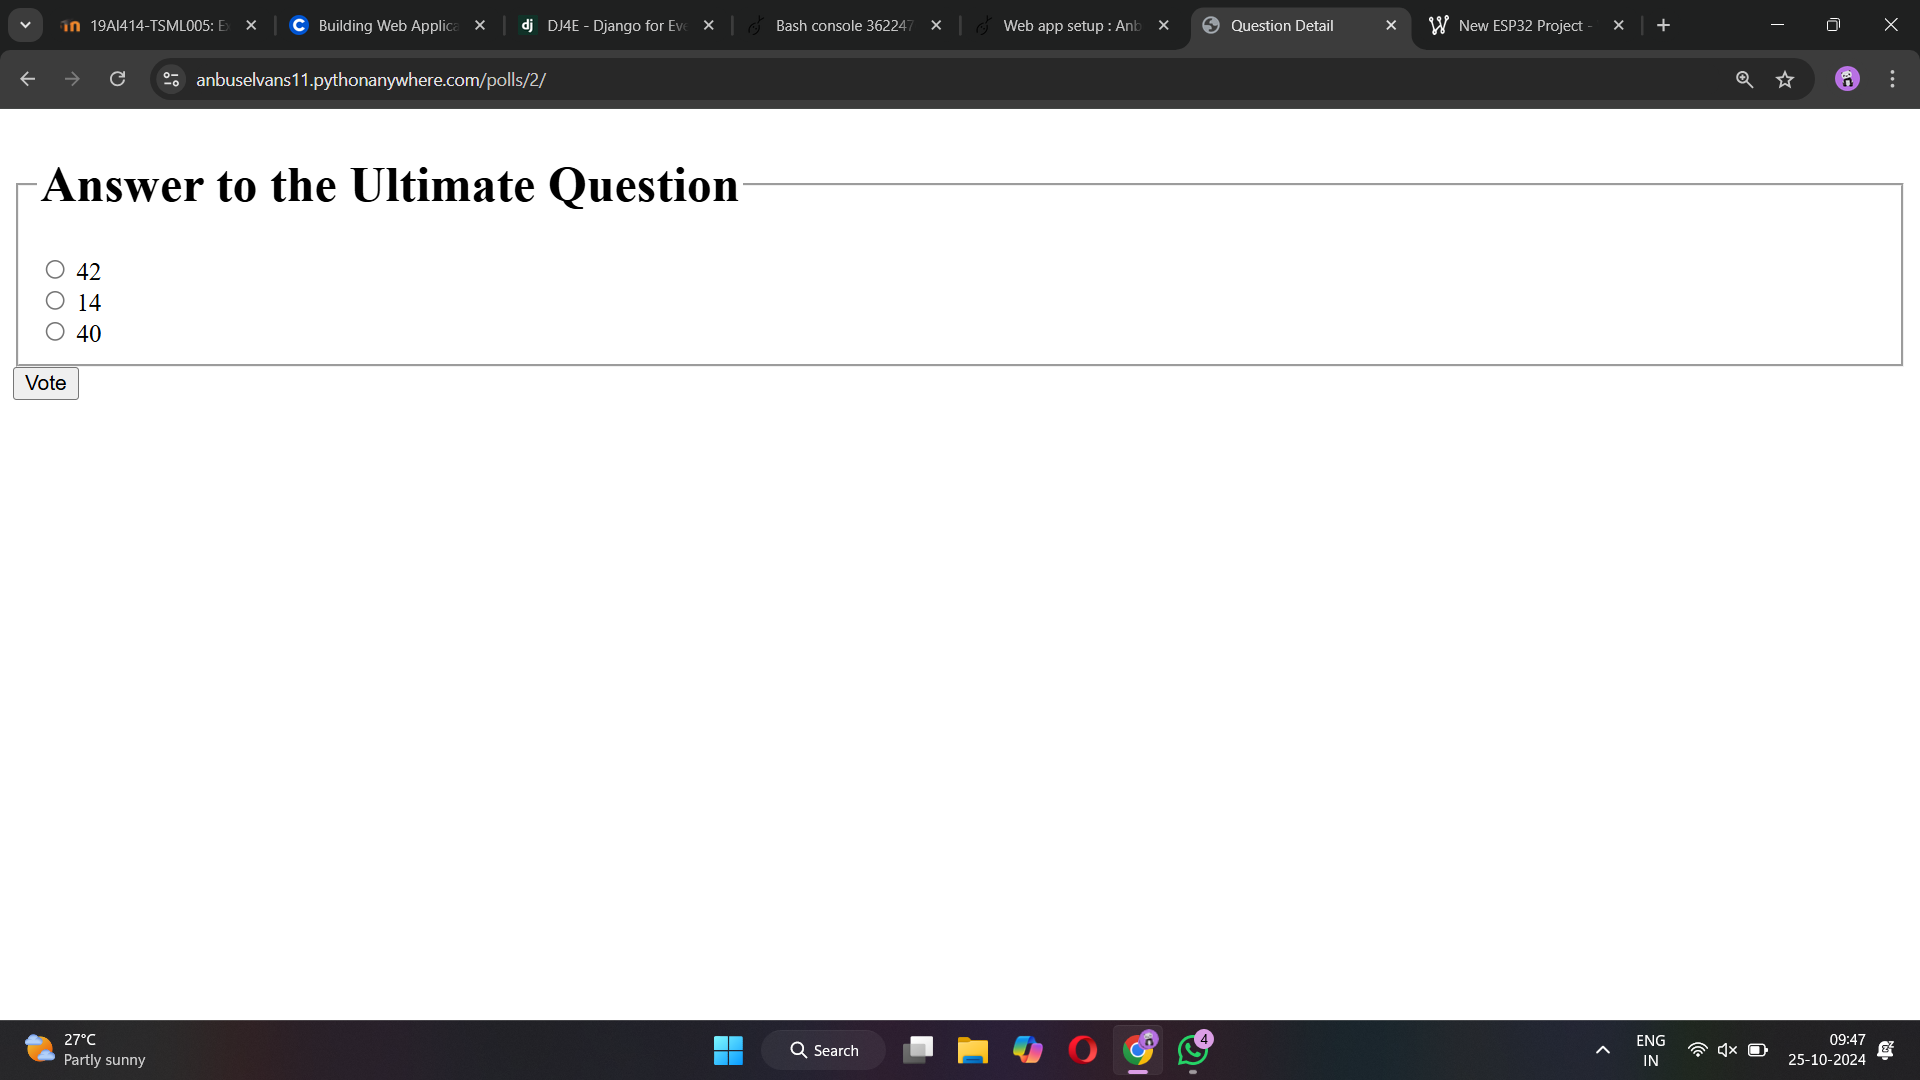 19AI414-TSML005: E
Building Web Applica
DJ4E - Django for Eve
Bash console 362247
Web app setup : Anb
Question Detail
New ESP32 Project -
anbuselvans11.pythonanywhere.com/polls/2/
Answer to the Ultimate Question
42
14
40
Vote
27°C
Partly sunny
Search
4
ENG
IN
09:47
25-10-2024